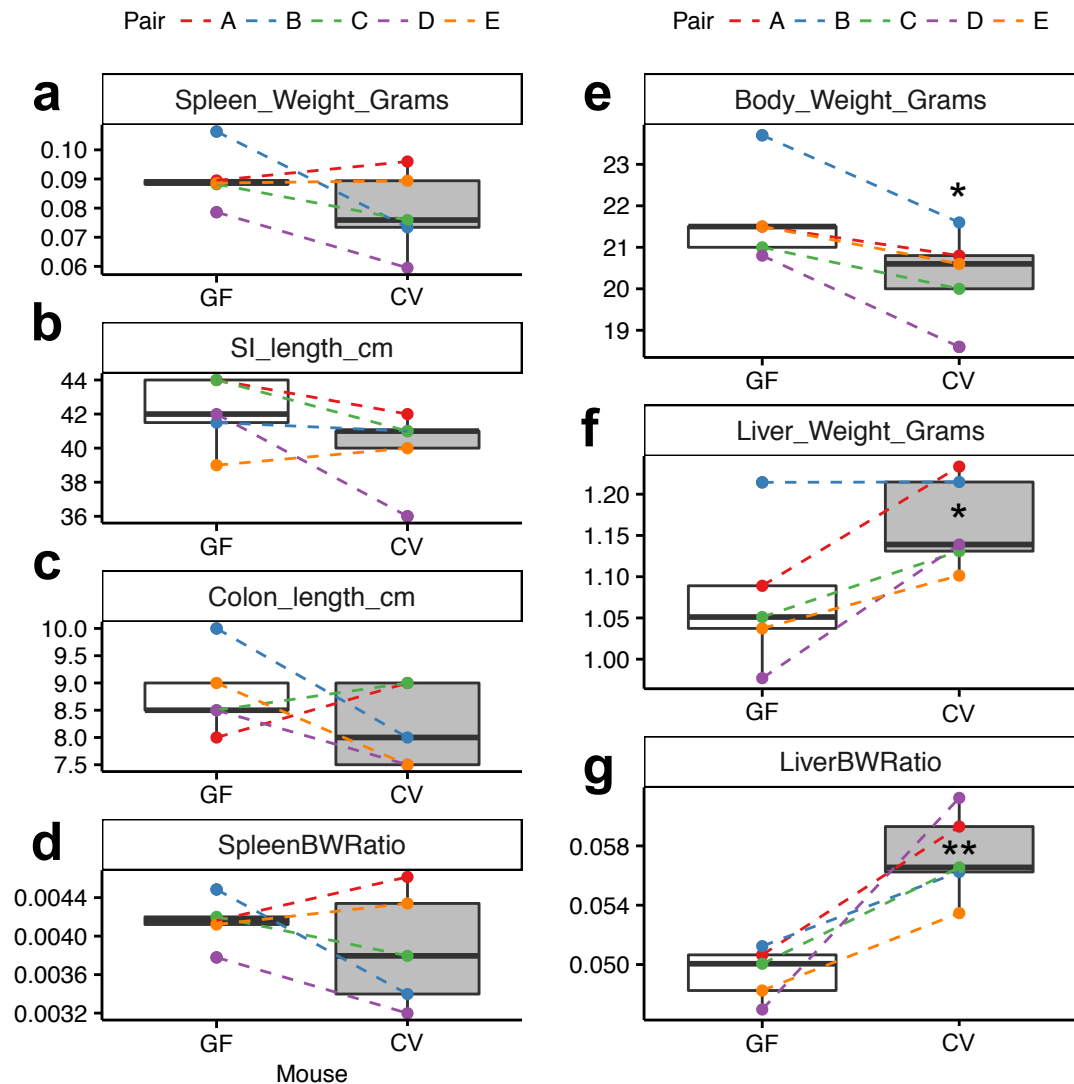 Pair A B C D E
Pair A B C D E
a
Spleen_Weight_Grams
0.10
0.09
0.08
0.07
0.06
GF CV
b
SI_length_cm
44
42
40
38
36
GF CV
c
Colon_length_cm
10.0
9.5
9.0
8.5
8.0
7.5
GF CV
d
SpleenBWRatio
0.0044
0.0040
0.0036
0.0032
GF CV
Mouse
e
Body_Weight_Grams
23
22
21
20
19
*
GF CV
f
Liver_Weight_Grams
1.20
1.15
1.10
1.05
1.00
*
GF CV
g
LiverBWRatio
0.058
0.054
0.050
**
GF CV